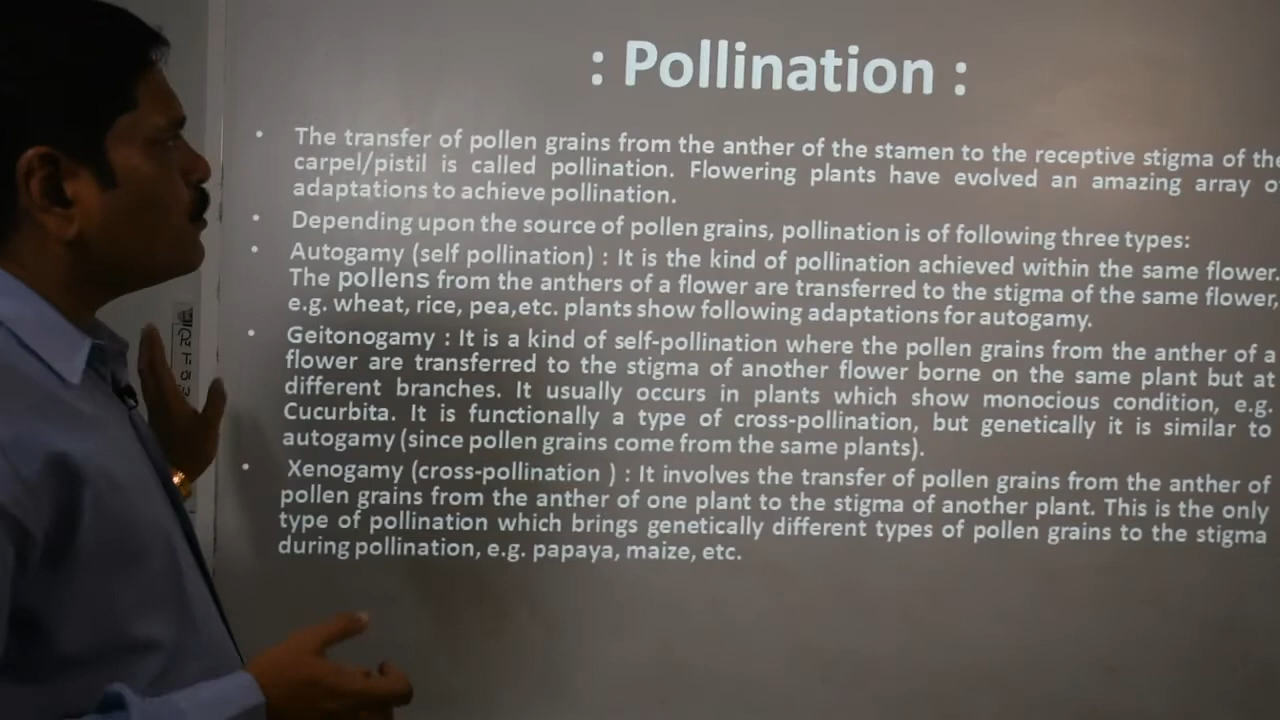 : Pollination :
• The transfer of pollen grains from the anther of the stamen to the receptive stigma of the
carpel/pistil is called pollination. Flowering plants have evolved an amazing array of
adaptations to achieve pollination.
• Depending upon the source of pollen grains, pollination is of following three types:
• Autogamy (self pollination) : It is the kind of pollination achieved within the same flower.
The pollens from the anthers of a flower are transferred to the stigma of the same flower,
e.g. wheat, rice, pea,etc. plants show following adaptations for autogamy.
• Geitonogamy : It is a kind of self-pollination where the pollen grains from the anther of a
flower are transferred to the stigma of another flower borne on the same plant but at
different branches. It usually occurs in plants which show monocious condition, e.g.
Cucurbita. It is functionally a type of cross-pollination, but genetically it is similar to
autogamy (since pollen grains come from the same plants).
• Xenogamy (cross-pollination ) : It involves the transfer of pollen grains from the anther of
pollen grains from the anther of one plant to the stigma of another plant. This is the only
type of pollination which brings genetically different types of pollen grains to the stigma
during pollination, e.g. papaya, maize, etc.